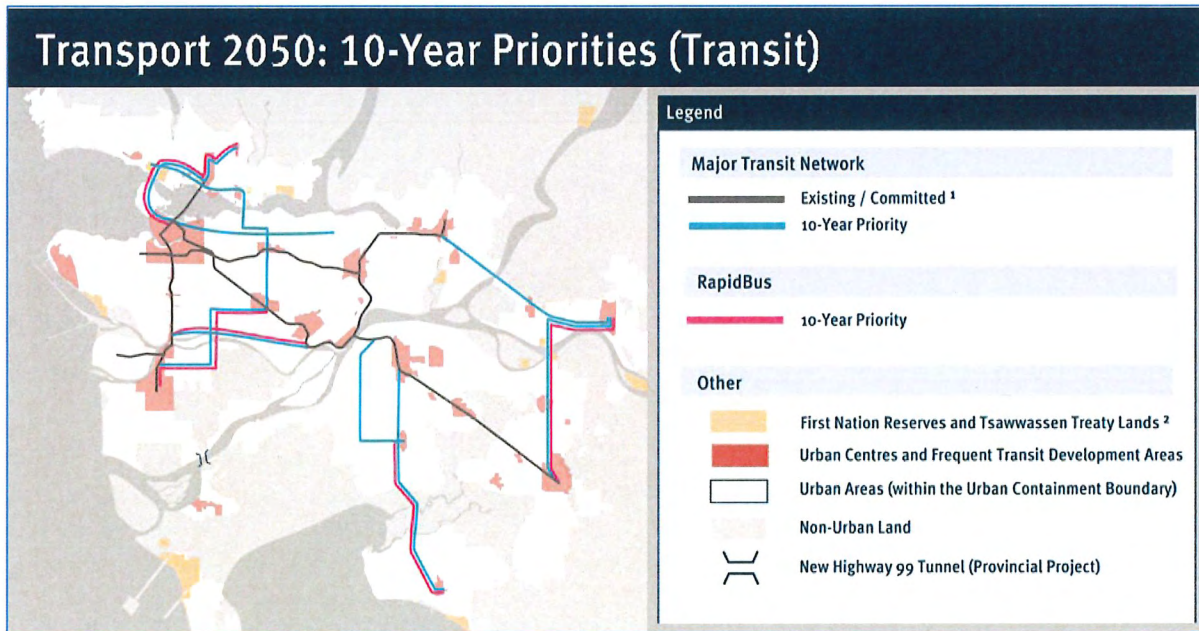 Transport 2050: 10-Year Priorities (Transit)
Legend
Major Transit Network
Existing / Committed ¹
10-Year Priority
RapidBus
10-Year Priority
Other
First Nation Reserves and Tsawwassen Treaty Lands ²
Urban Centres and Frequent Transit Development Areas
Urban Areas (within the Urban Containment Boundary)
Non-Urban Land
New Highway 99 Tunnel (Provincial Project)